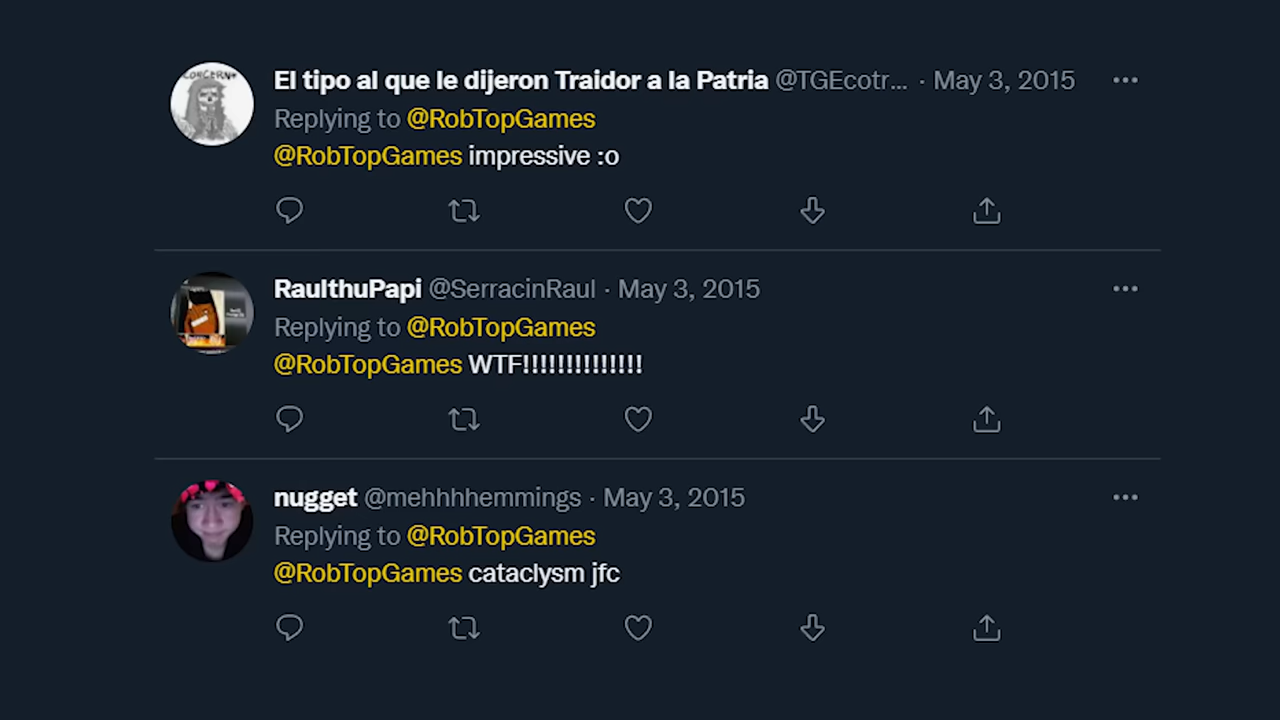 CONCERNT
El tipo al que le dijeron Traidor a la Patria @TGEcotr... · May 3, 2015
Replying to @RobTopGames
@RobTopGames impressive :o
RaulthuPapi @SerracinRaul · May 3, 2015
Replying to @RobTopGames
@RobTopGames WTF!!!!!!!!!!!!!!
nugget @mehhhhemmings · May 3, 2015
Replying to @RobTopGames
@RobTopGames cataclysm jfc